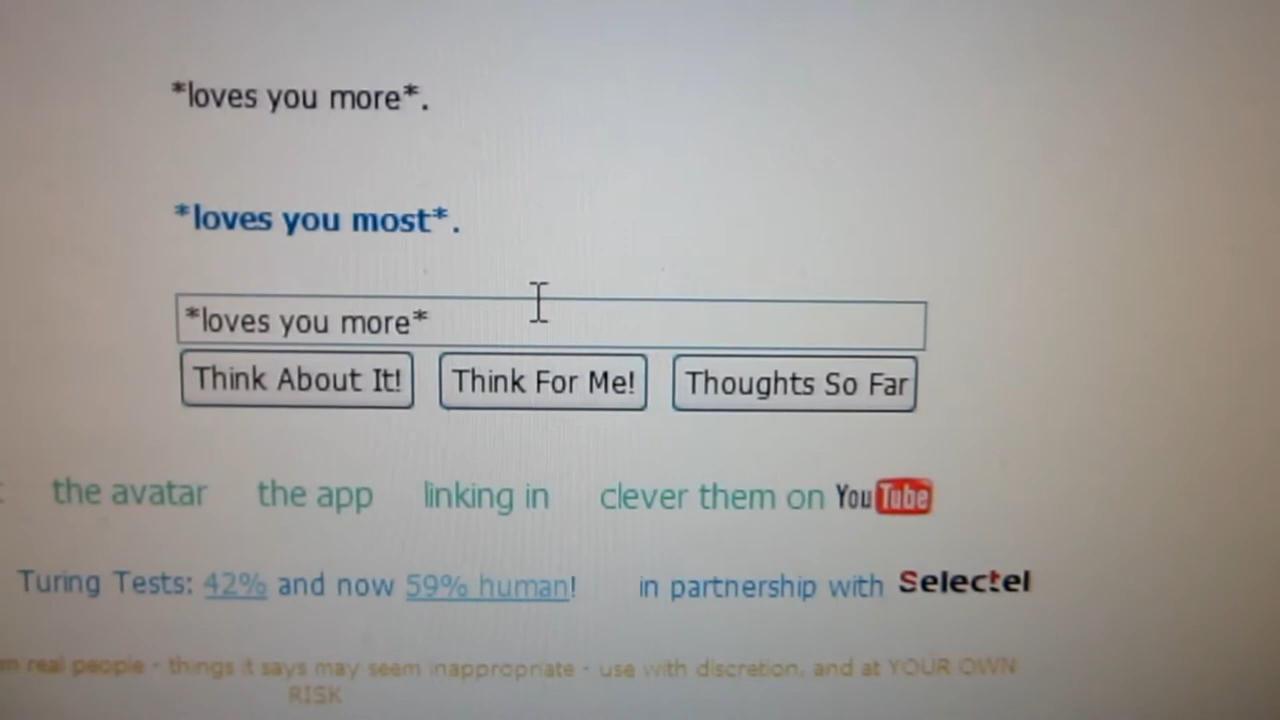 *loves you more*.
*loves you most*.
*loves you more*
Think About It!
Think For Me!
Thoughts So Far
the avatar the app linking in clever them on YouTube
Turing Tests: 42% and now 59% human! in partnership with Selectel
real people - things it says may seem inappropriate - use with discretion, and at YOUR OWN
RISK